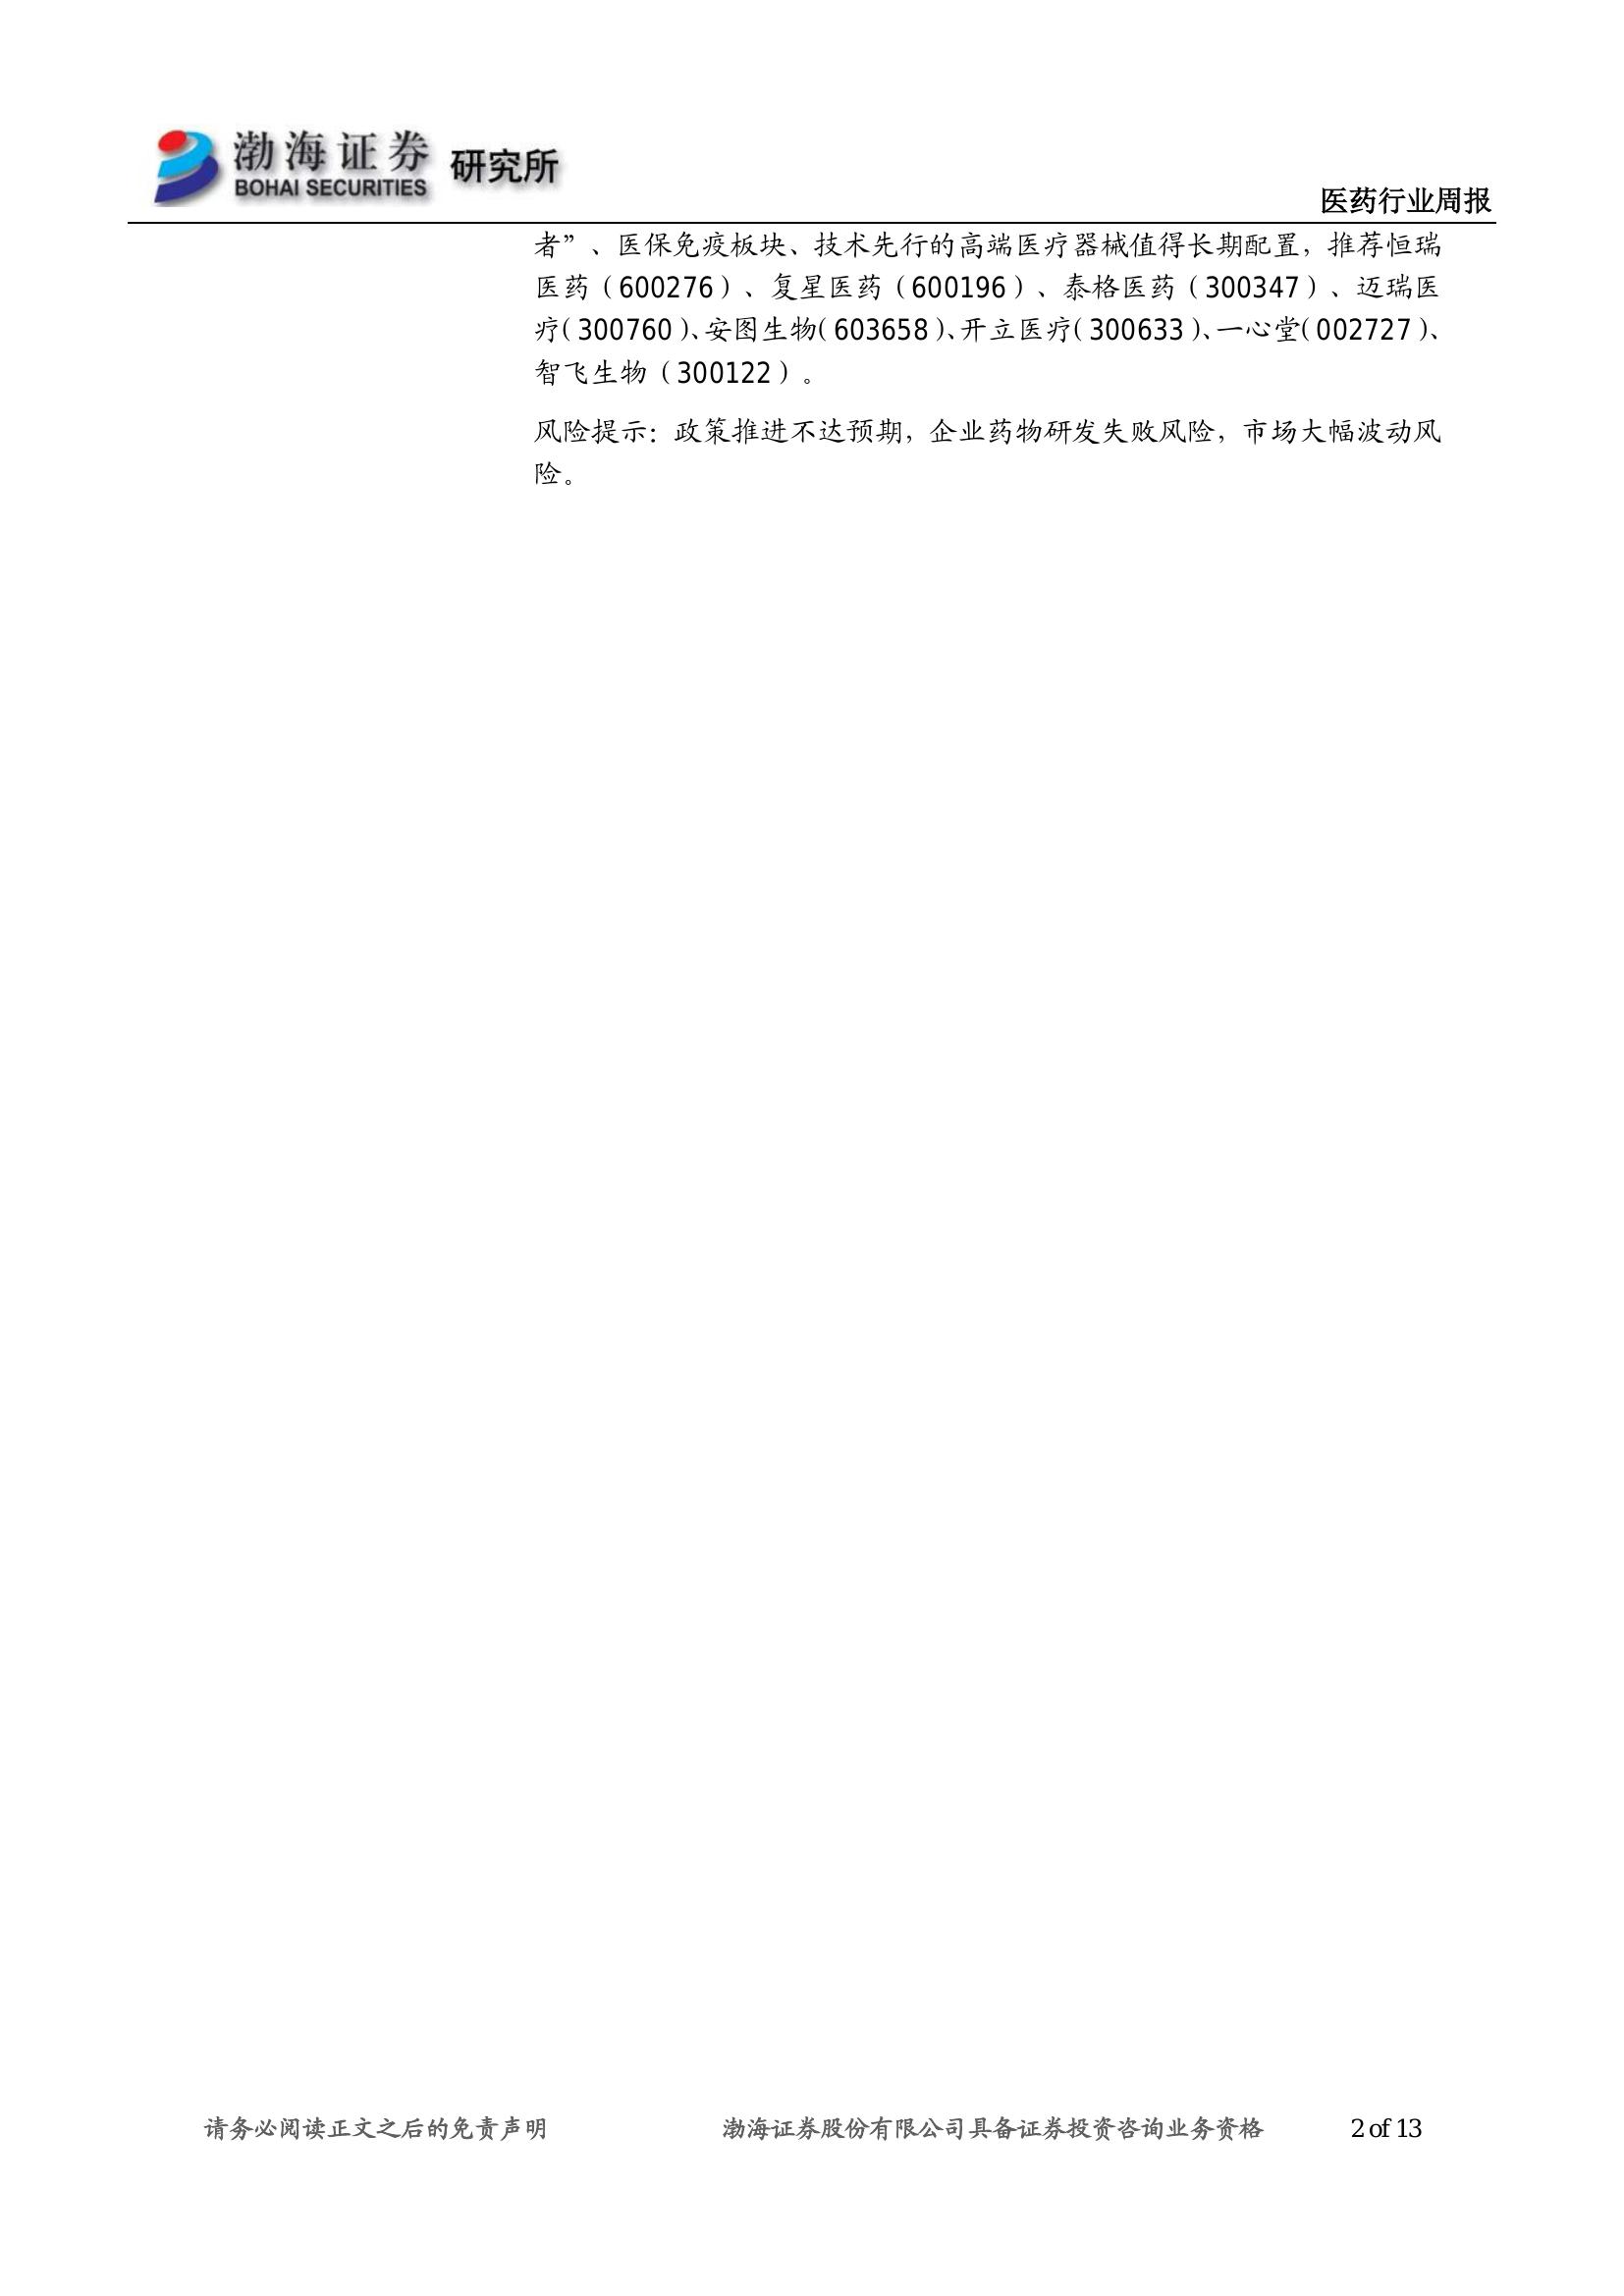 渤海证券 研究所
BOHAI SECURITIES
医药行业周报
者”、医保免疫板块、技术先行的高端医疗器械值得长期配置，推荐恒瑞
医药（600276）、复星医药（600196）、泰格医药（300347）、迈瑞医
疗（300760）、安图生物（603658）、开立医疗（300633）、一心堂（002727）、
智飞生物（300122）。
风险提示：政策推进不达预期，企业药物研发失败风险，市场大幅波动风
险。
请务必阅读正文之后的免责声明 渤海证券股份有限公司具备证券投资咨询业务资格 2 of 13